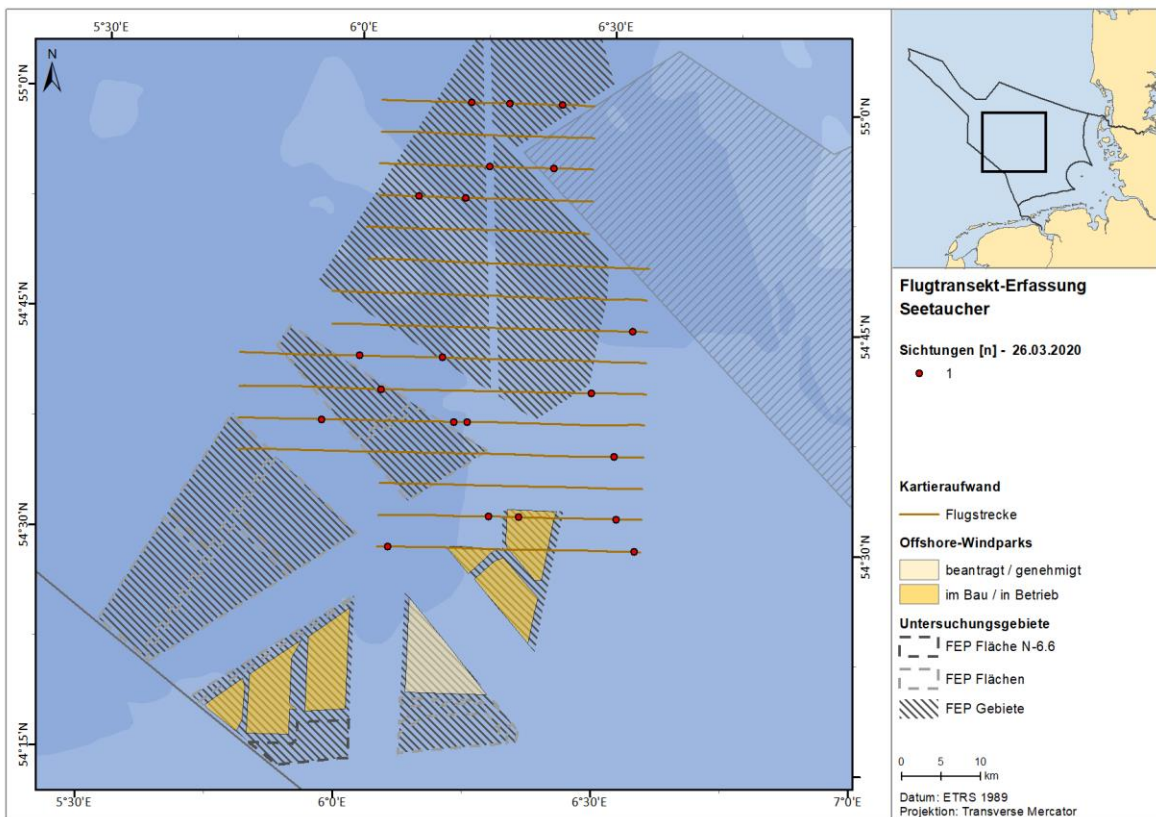 5°30'E
6°0'E
6°30'E
N
55°0'N
55°0'N
54°45'N
54°45'N
54°30'N
54°30'N
54°15'N
5°30'E
6°0'E
6°30'E
7°0'E
Flugtransekt-Erfassung
Seetaucher
Sichtungen [n] - 26.03.2020
1
Kartieraufwand
Flugstrecke
Offshore-Windparks
beantragt / genehmigt
im Bau / in Betrieb
Untersuchungsgebiete
FEP Fläche N-6.6
FEP Flächen
FEP Gebiete
0 5 10
km
Datum: ETRS 1989
Projektion: Transverse Mercator